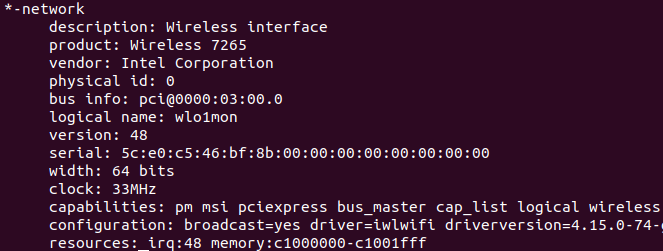 *-network
description: Wireless interface
product: Wireless 7265
vendor: Intel Corporation
physical id: 0
bus info: pci@0000:03:00.0
logical name: wlo1mon
version: 48
serial: 5c:e0:c5:46:bf:8b:00:00:00:00:00:00:00:00
width: 64 bits
clock: 33MHz
capabilities: pm msi pciexpress bus_master cap_list logical wireless
configuration: broadcast=yes driver=iwlwifi driverversion=4.15.0-74-g
resources: irq:48 memory:c1000000-c1001fff